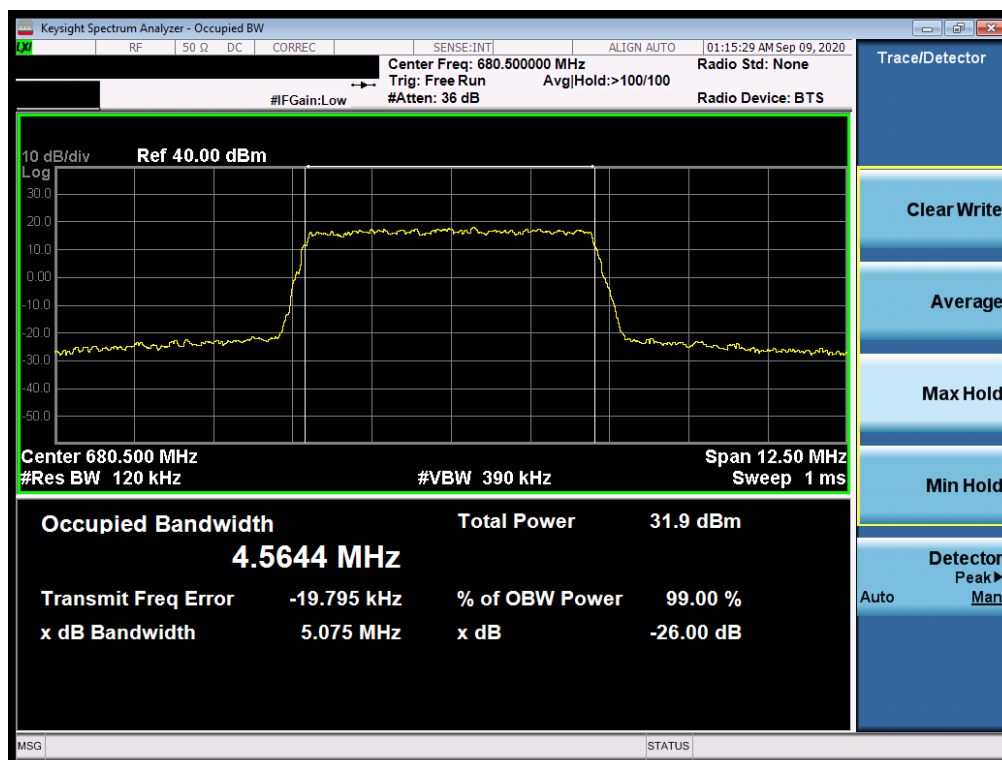 Keysight Spectrum Analyzer - Occupied BW
LXI RF 50 Ω DC CORREC SENSE:INT ALIGN AUTO 01:15:29 AM Sep 09, 2020
Center Freq: 680.500000 MHz Radio Std: None
Trig: Free Run Avg|Hold:>100/100
#IFGain:Low #Atten: 36 dB Radio Device: BTS
10 dB/div Ref 40.00 dBm
Log
30.0
20.0
10.0
0.00
-10.0
-20.0
-30.0
-40.0
-50.0
Center 680.500 MHz Span 12.50 MHz
#Res BW 120 kHz #VBW 390 kHz Sweep 1 ms
Occupied Bandwidth Total Power 31.9 dBm
4.5644 MHz
Transmit Freq Error -19.795 kHz % of OBW Power 99.00 %
x dB Bandwidth 5.075 MHz x dB -26.00 dB
MSG STATUS
Trace/Detector
Clear Write
Average
Max Hold
Min Hold
Detector
Peak▶
Auto Man